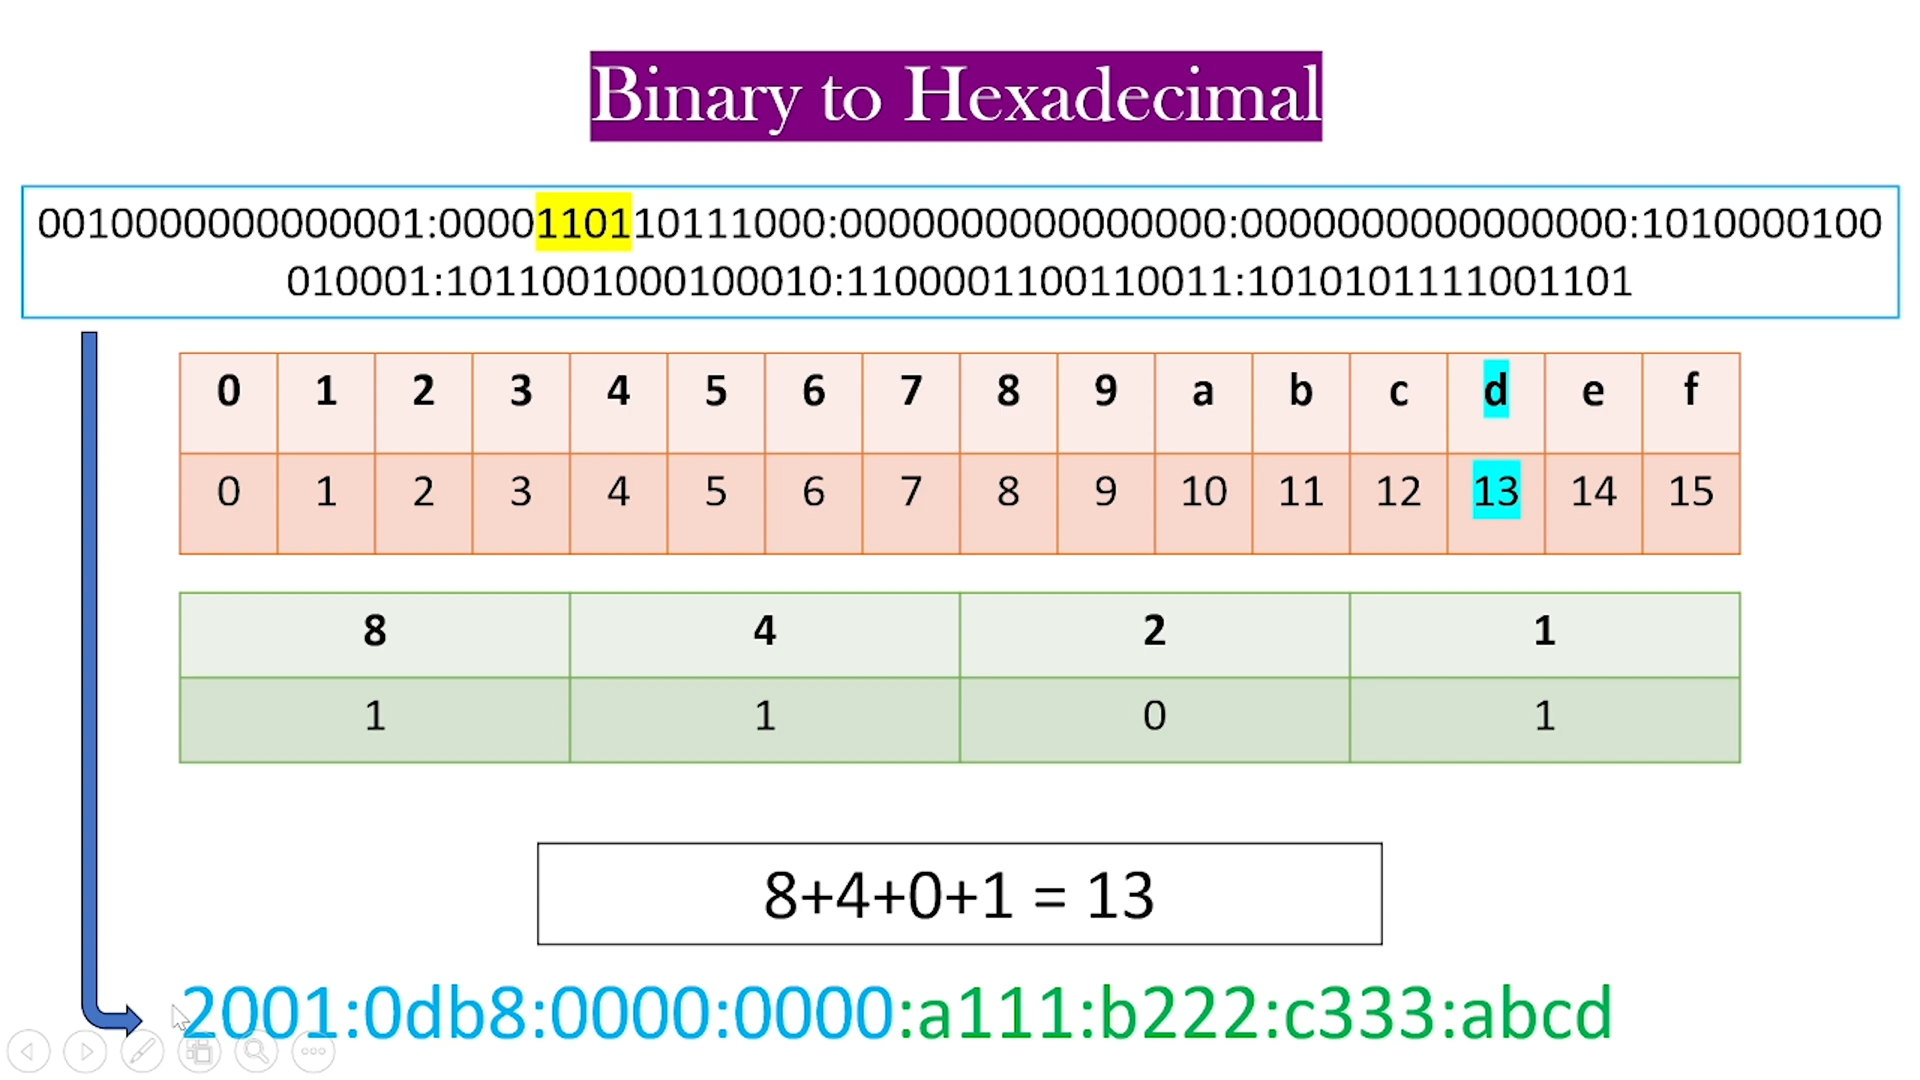 Binary to Hexadecimal
0010000000000001:0000110110111000:0000000000000000:0000000000000000:1010000100
010001:1011001000100010:1100001100110011:1010101111001101
0 1 2 3 4 5 6 7 8 9 a b c d e f
0 1 2 3 4 5 6 7 8 9 10 11 12 13 14 15
8 4 2 1
1 1 0 1
8+4+0+1 = 13
2001:0db8:0000:0000:a111:b222:c333:abcd